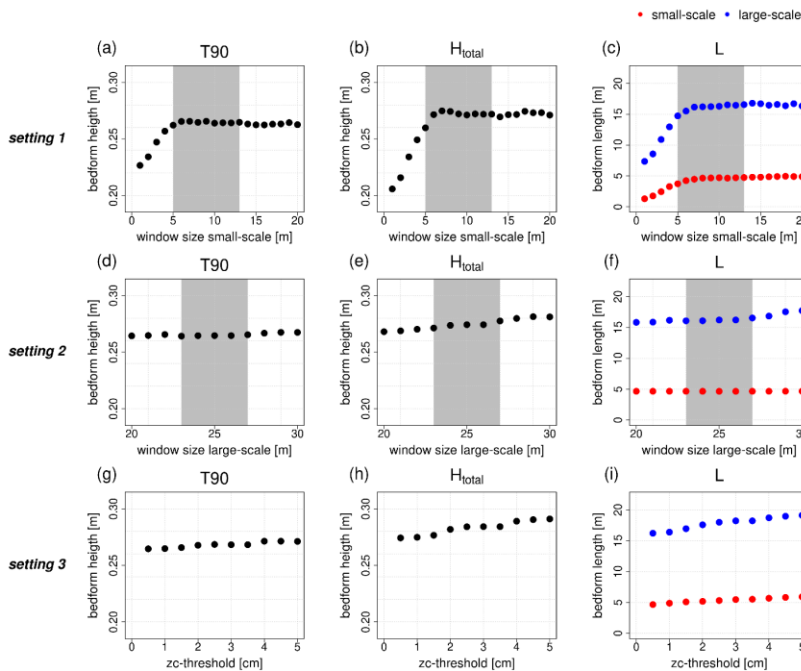 small-scale large-scale
(a) T90
(b) Htotal
(c) L
setting 1
bedform heigth [m]
0.20 0.25 0.30
0 5 10 15 20
window size small-scale [m]
bedform heigth [m]
0.20 0.25 0.30
0 5 10 15 20
window size small-scale [m]
bedform length [m]
0 5 10 15 20
0 5 10 15 20
window size small-scale [m]
(d) T90
(e) Htotal
(f) L
setting 2
bedform heigth [m]
0.20 0.25 0.30
20 25 30
window size large-scale [m]
bedform heigth [m]
0.20 0.25 0.30
20 25 30
window size large-scale [m]
bedform length [m]
0 5 10 15 20
20 25 30
window size large-scale [m]
(g) T90
(h) Htotal
(i) L
setting 3
bedform heigth [m]
0.20 0.25 0.30
0 1 2 3 4 5
zc-threshold [cm]
bedform heigth [m]
0.20 0.25 0.30
0 1 2 3 4 5
zc-threshold [cm]
bedform length [m]
0 5 10 15 20
0 1 2 3 4 5
zc-threshold [cm]